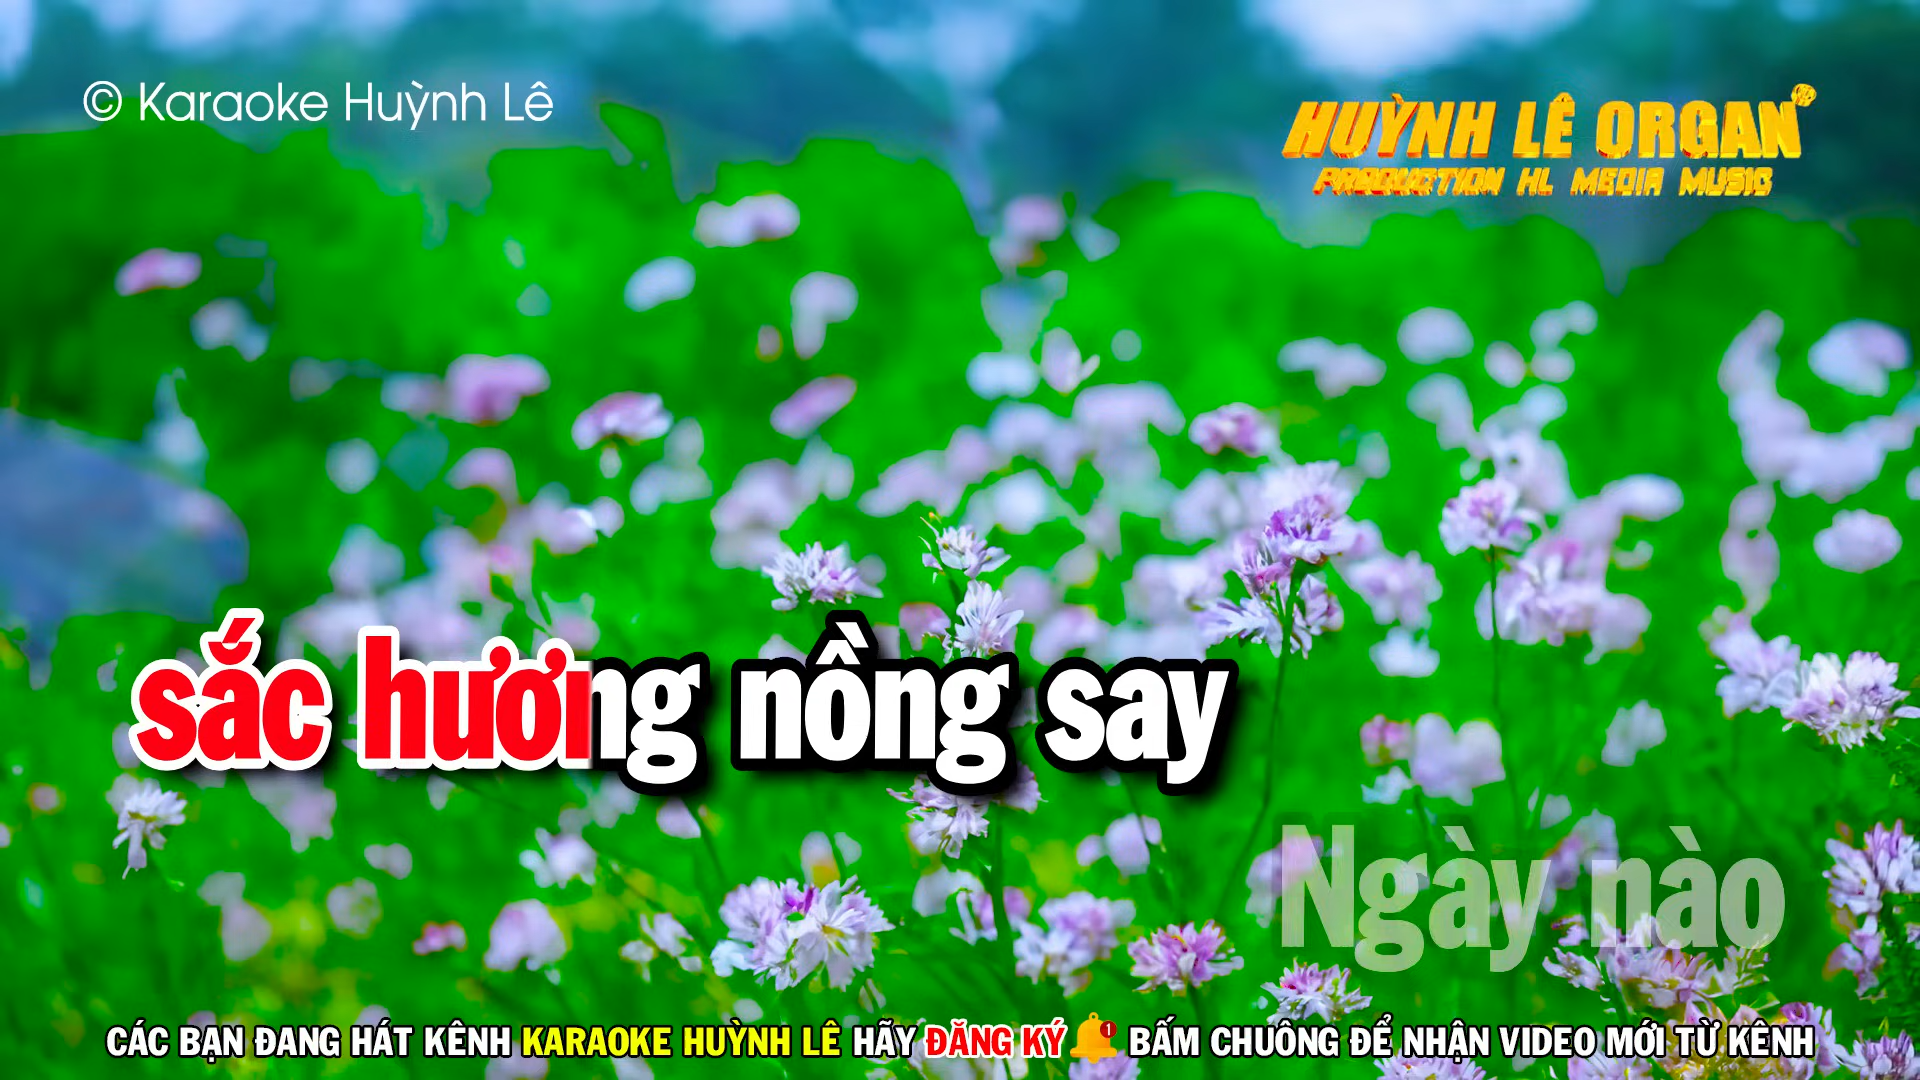 © Karaoke Huỳnh Lê
HUỲNH LÊ ORGAN
PRODUCTION HL MEDIA MUSIC
sắc hương nồng say
Ngày nào
CÁC BẠN ĐANG HÁT KÊNH KARAOKE HUỲNH LÊ HÃY ĐĂNG KÝ 1 BẤM CHUÔNG ĐỂ NHẬN VIDEO MỚI TỪ KÊNH